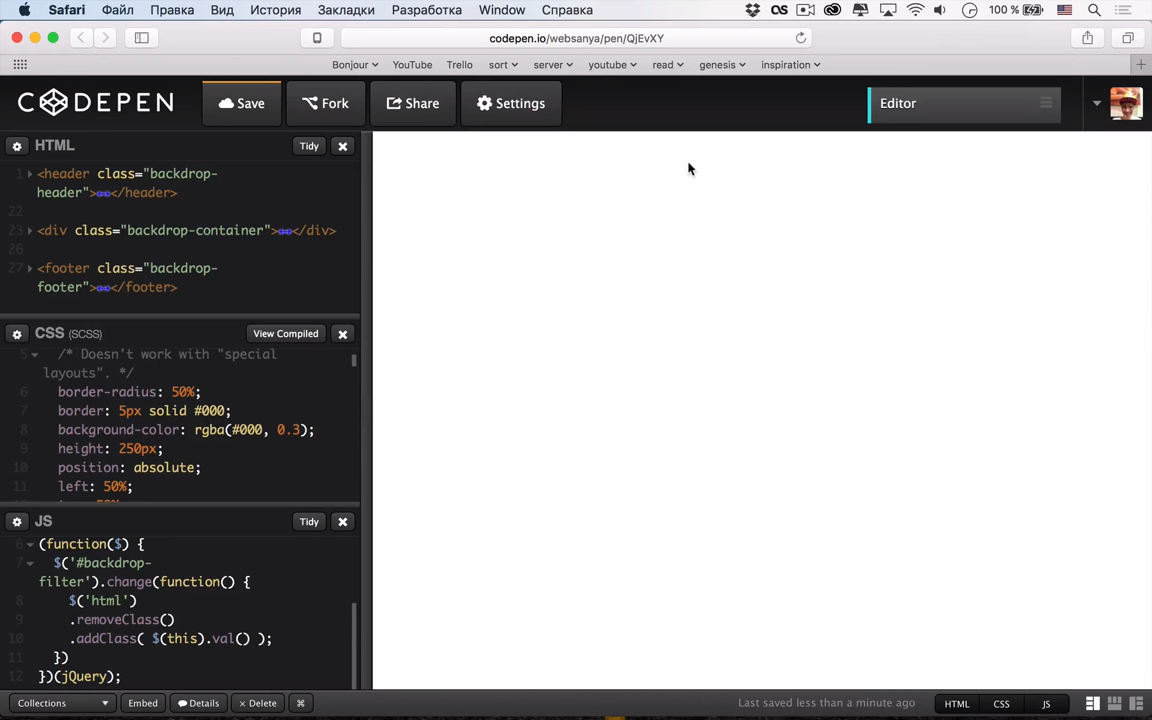 Safari Файл Правка Вид История Закладки Разработка Window Справка 100 %
codepen.io/websanya/pen/QjEvXY
Bonjour YouTube Trello sort server youtube read genesis inspiration
CODEPEN Save Fork Share Settings Editor
HTML Tidy
1 <header class="backdrop-
header"></header>
22
23 <div class="backdrop-container"></div>
26
27 <footer class="backdrop-
footer"></footer>
CSS (SCSS) View Compiled
5 /* Doesn't work with "special
layouts". */
6 border-radius: 50%;
7 border: 5px solid #000;
8 background-color: rgba(#000, 0.3);
9 height: 250px;
10 position: absolute;
11 left: 50%;
JS Tidy
6 (function($) {
7 $('#backdrop-
filter').change(function() {
8 $('html')
9 .removeClass()
10 .addClass( $(this).val() );
11 })
12 })(jQuery);
Collections Embed Details × Delete ⌘ Last saved less than a minute ago HTML CSS JS